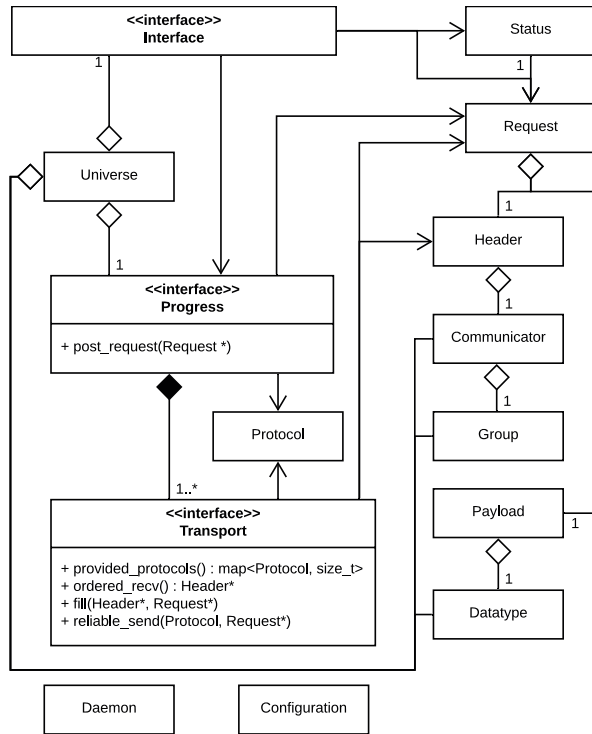 <<interface>>
Interface
Status
1
1
Request
Universe
1
1
Header
<<interface>>
Progress
+ post_request(Request *)
1
Communicator
1
Protocol
Group
1..*
<<interface>>
Transport
+ provided_protocols() : map<Protocol, size_t>
+ ordered_recv() : Header*
+ fill(Header*, Request*)
+ reliable_send(Protocol, Request*)
Payload
1
1
Datatype
Daemon
Configuration